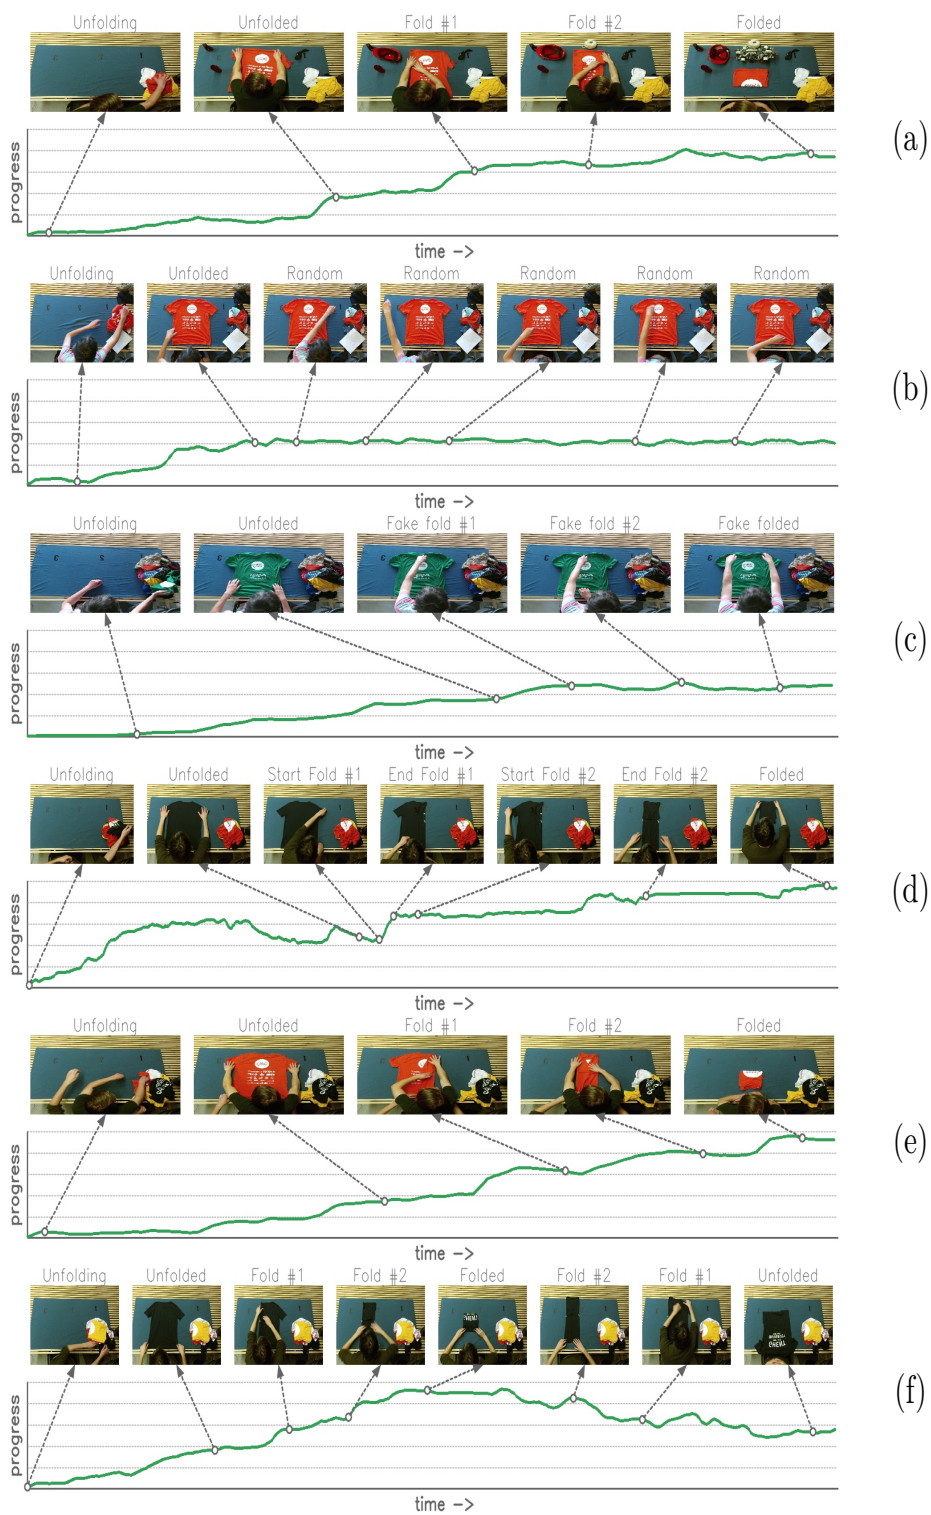 Unfolding Unfolded Fold #1 Fold #2 Folded
(a)
progress
time –>
Unfolding Unfolded Random Random Random Random Random
(b)
progress
time –>
Unfolding Unfolded Fake fold #1 Fake fold #2 Fake folded
(c)
progress
time –>
Unfolding Unfolded Start Fold #1 End Fold #1 Start Fold #2 End Fold #2 Folded
(d)
progress
time –>
Unfolding Unfolded Fold #1 Fold #2 Folded
(e)
progress
time –>
Unfolding Unfolded Fold #1 Fold #2 Folded Fold #2 Fold #1 Unfolded
(f)
progress
time –>